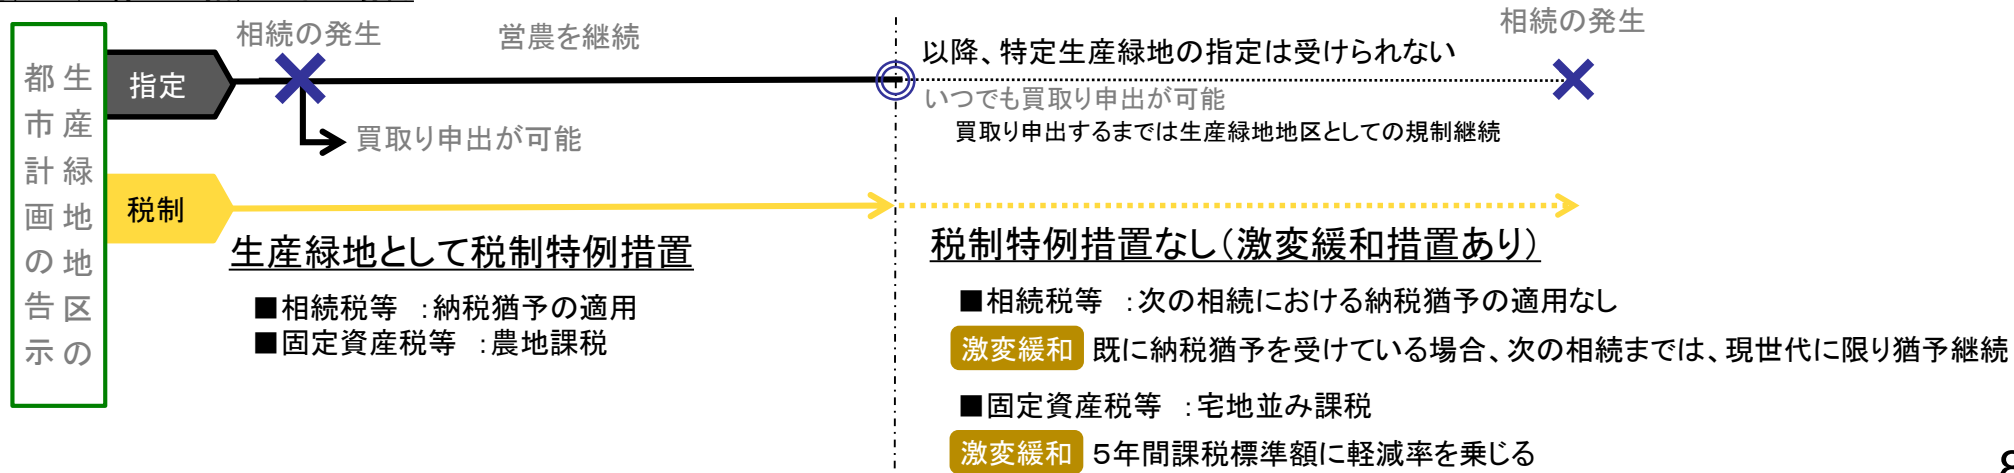 相続の発生
営農を継続
相続の発生
以降、特定生産緑地の指定は受けられない
生産緑地地区の
都市計画の告示
指定
いつでも買取り申出が可能
買取り申出するまでは生産緑地地区としての規制継続
買取り申出が可能
税制
生産緑地として税制特例措置
■相続税等 :納税猶予の適用
■固定資産税等 :農地課税
税制特例措置なし(激変緩和措置あり)
■相続税等 :次の相続における納税猶予の適用なし
激変緩和 既に納税猶予を受けている場合、次の相続までは、現世代に限り猶予継続
■固定資産税等 :宅地並み課税
激変緩和 5年間課税標準額に軽減率を乗じる